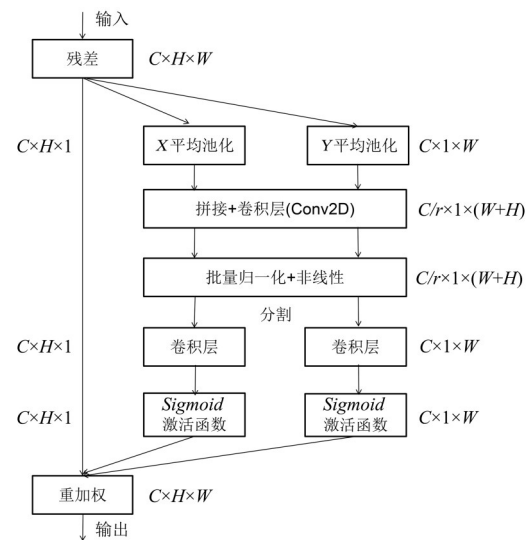 输入
残差
C×H×W
C×H×1
X平均池化
Y平均池化
C×1×W
拼接+卷积层(Conv2D)
C/r×1×(W+H)
批量归一化+非线性
C/r×1×(W+H)
分割
C×H×1
卷积层
卷积层
C×1×W
C×H×1
Sigmoid
激活函数
Sigmoid
激活函数
C×1×W
重加权
C×H×W
输出